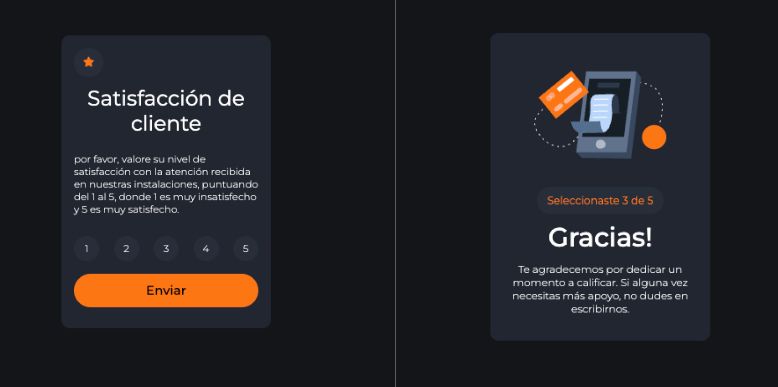 Satisfacción de
cliente
por favor, valore su nivel de
satisfacción con la atención recibida
en nuestras instalaciones, puntuando
del 1 al 5, donde 1 es muy insatisfecho
y 5 es muy satisfecho.
1 2 3 4 5
Enviar
Seleccionaste 3 de 5
Gracias!
Te agradecemos por dedicar un
momento a calificar. Si alguna vez
necesitas más apoyo, no dudes en
escribirnos.